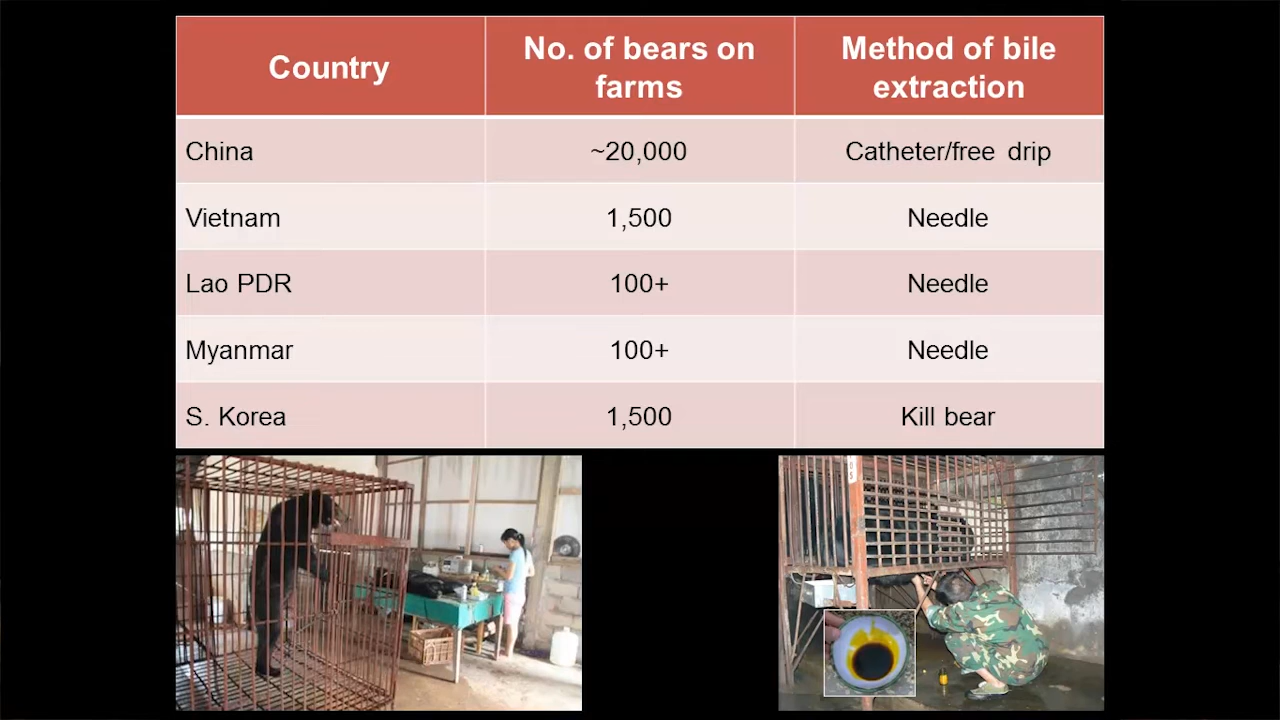 Country
No. of bears on
farms
Method of bile
extraction
China
~20,000
Catheter/free drip
Vietnam
1,500
Needle
Lao PDR
100+
Needle
Myanmar
100+
Needle
S. Korea
1,500
Kill bear